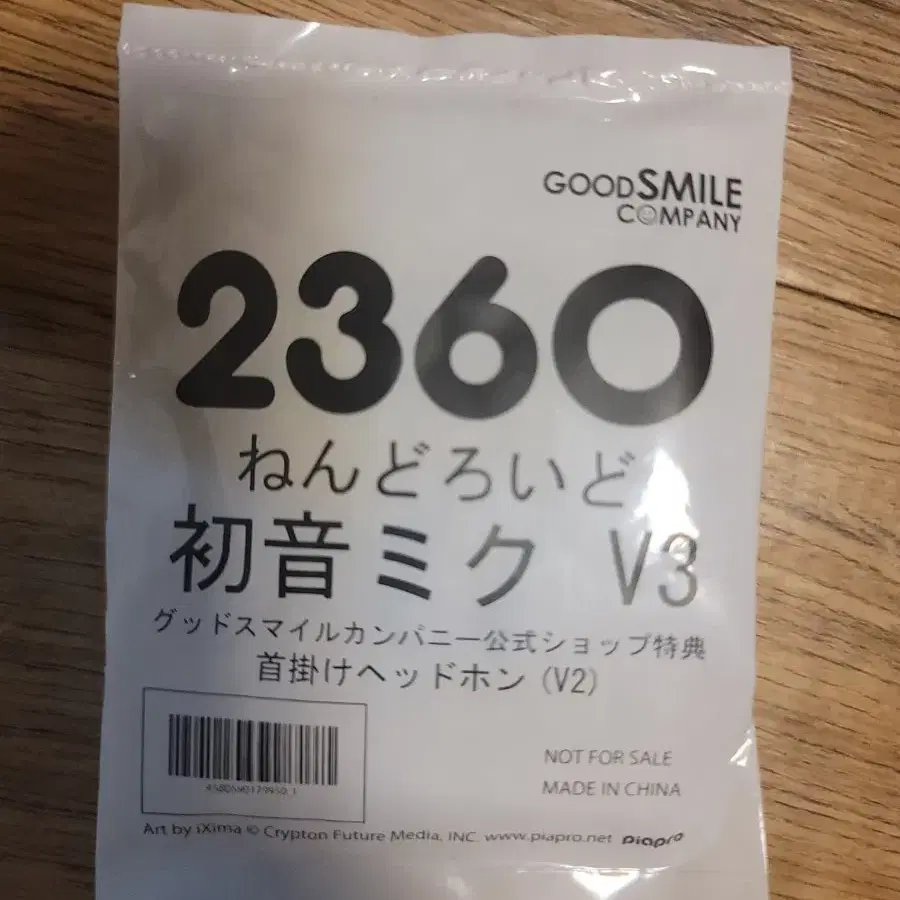 GOODSMILE
COMPANY
2360
ねんどろいど
初音ミク V3
グッドスマイルカンパニー公式ショップ特典
首掛けヘッドホン (V2)
NOT FOR SALE
MADE IN CHINA
Art by iXima © Crypton Future Media, INC. www.piapro.net piapro